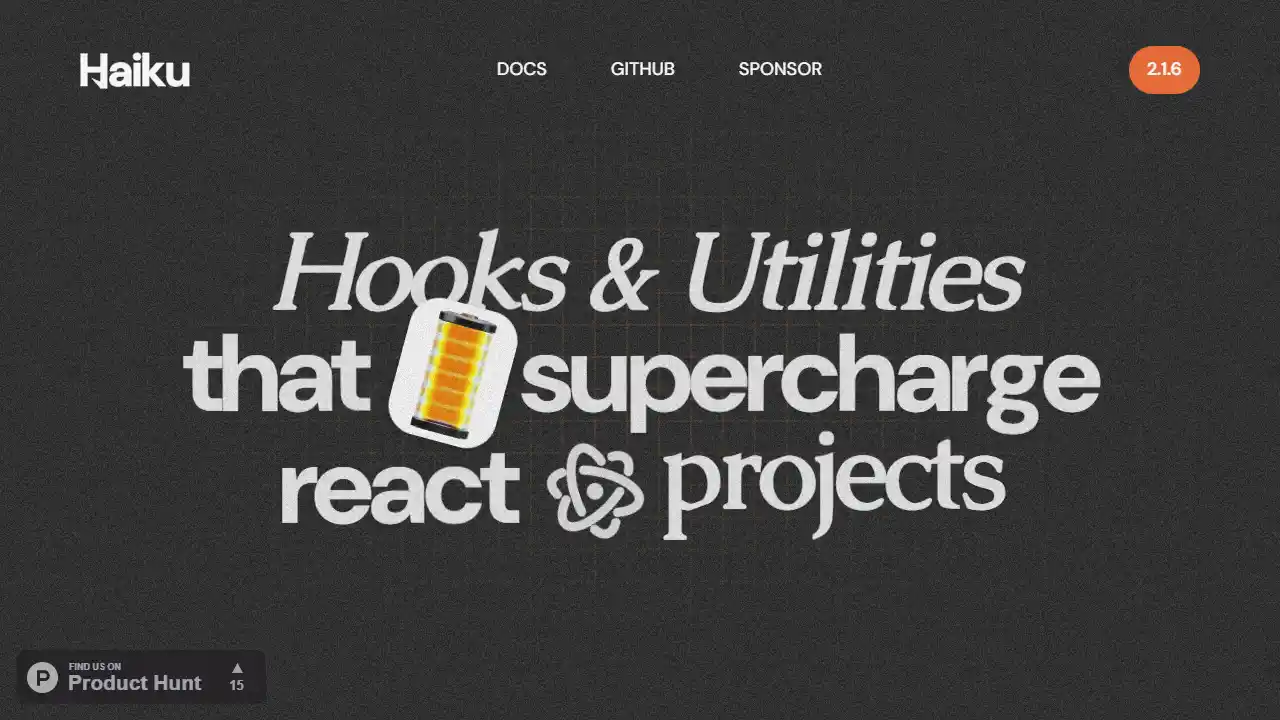 Haiku
DOCS
GITHUB
SPONSOR
2.1.6
Hooks & Utilities
that supercharge
react projects
FIND US ON
Product Hunt
15